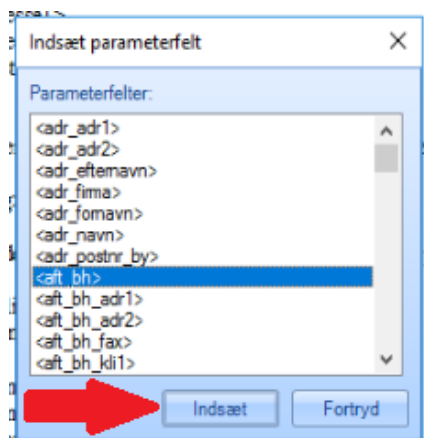 Indsæt parameterfelt
Parameterfelter:
<adr_adr1>
<adr_adr2>
<adr_efternavn>
<adr_firma>
<adr_fornavn>
<adr_navn>
<adr_postnr_by>
<aft_bh>
<aft_bh_adr1>
<aft_bh_adr2>
<aft_bh_fax>
<aft_bh_kli1>
Indsæt Fortryd